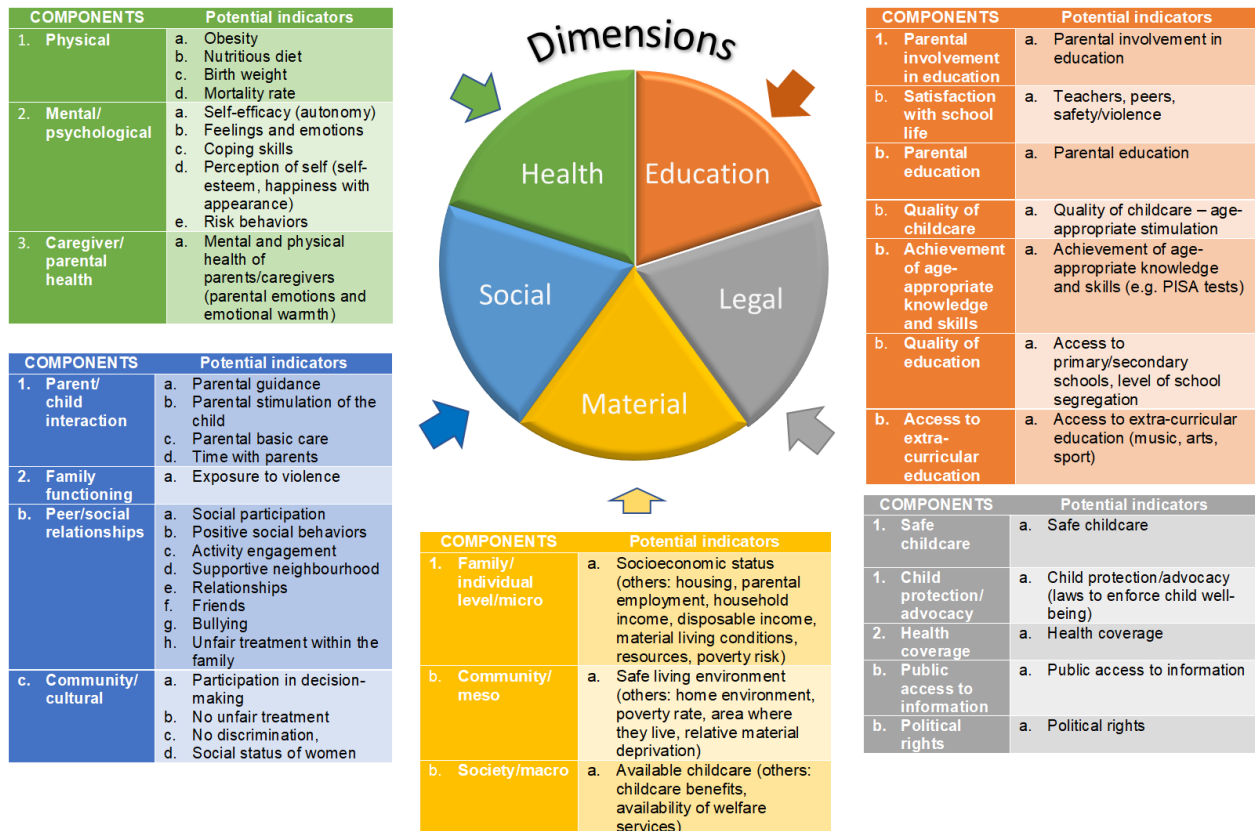 Dimensions
Health
Education
Social
Legal
Material
COMPONENTS Potential indicators
1. Physical
a. Obesity
b. Nutritious diet
c. Birth weight
d. Mortality rate
2. Mental/
psychological
a. Self-efficacy (autonomy)
b. Feelings and emotions
c. Coping skills
d. Perception of self (self-
esteem, happiness with
appearance)
e. Risk behaviors
3. Caregiver/
parental
health
a. Mental and physical
health of
parents/caregivers
(parental emotions and
emotional warmth)
COMPONENTS Potential indicators
1. Parent/
child
interaction
a. Parental guidance
b. Parental stimulation of the
child
c. Parental basic care
d. Time with parents
2. Family
functioning
a. Exposure to violence
b. Peer/social
relationships
a. Social participation
b. Positive social behaviors
c. Activity engagement
d. Supportive neighbourhood
e. Relationships
f. Friends
g. Bullying
h. Unfair treatment within the
family
c. Community/
cultural
a. Participation in decision-
making
b. No unfair treatment
c. No discrimination,
d. Social status of women
COMPONENTS Potential indicators
1. Family/
individual
level/micro
a. Socioeconomic status
(others: housing, parental
employment, household
income, disposable income,
material living conditions,
resources, poverty risk)
b. Community/
meso
a. Safe living environment
(others: home environment,
poverty rate, area where
they live, relative material
deprivation)
b. Society/macro
a. Available childcare (others:
childcare benefits,
availability of welfare
services)
COMPONENTS Potential indicators
1. Parental
involvement
in education
a. Parental involvement in
education
b. Satisfaction
with school
life
a. Teachers, peers,
safety/violence
b. Parental
education
a. Parental education
b. Quality of
childcare
a. Quality of childcare – age-
appropriate stimulation
b. Achievement
of age-
appropriate
knowledge
and skills
a. Achievement of age-
appropriate knowledge
and skills (e.g. PISA tests)
b. Quality of
education
a. Access to
primary/secondary
schools, level of school
segregation
b. Access to
extra-
curricular
education
a. Access to extra-curricular
education (music, arts,
sport)
COMPONENTS Potential indicators
1. Safe
childcare
a. Safe childcare
1. Child
protection/
advocacy
a. Child protection/advocacy
(laws to enforce child well-
being)
2. Health
coverage
a. Health coverage
b. Public
access to
information
a. Public access to information
b. Political
rights
a. Political rights